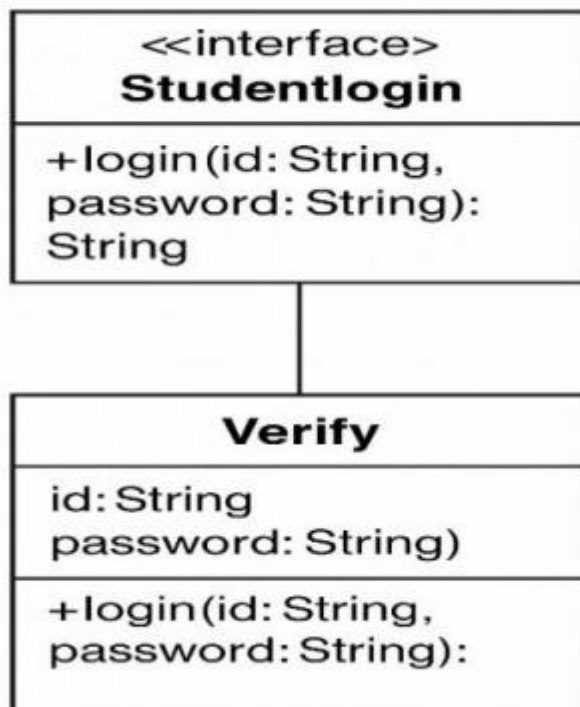 <<interface>
Studentlogin
+login(id: String,
password: String):
String
Verify
id: String
password: String)
+login(id: String,
password: String):